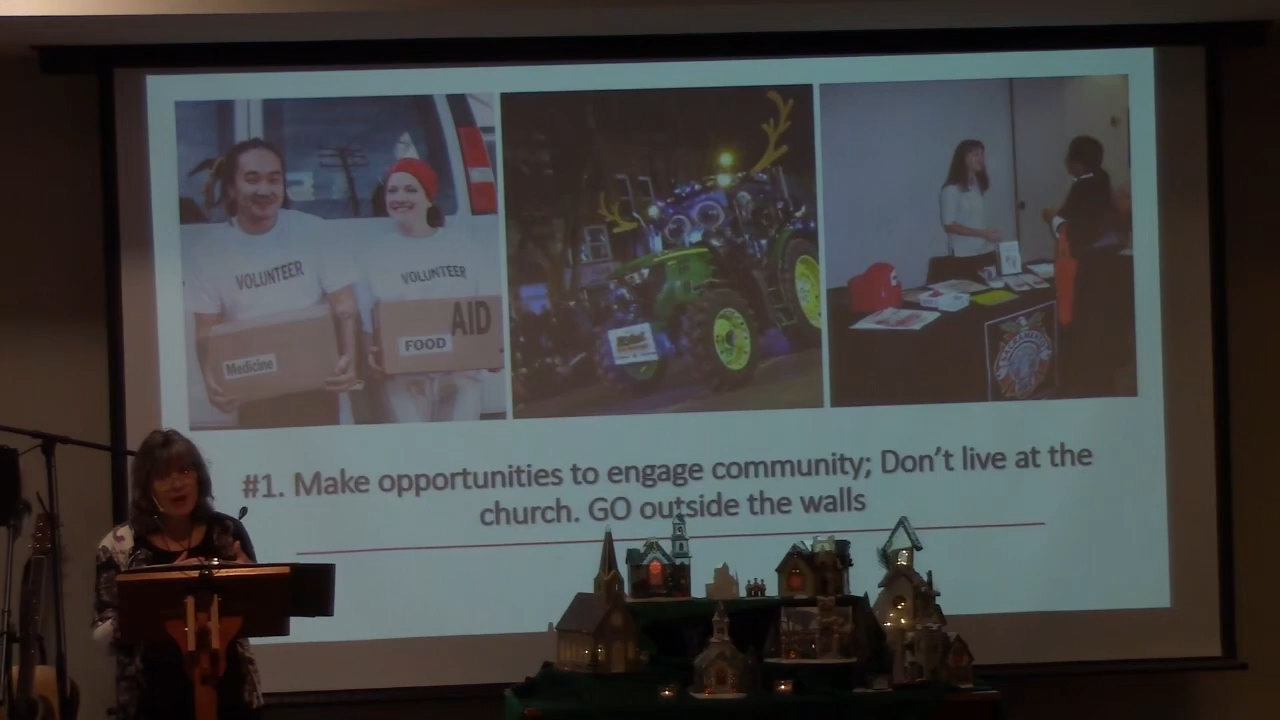 VOLUNTEER
Medicine
VOLUNTEER
AID
FOOD
SACRAMENTO
#1. Make opportunities to engage community; Don't live at the
church. GO outside the walls